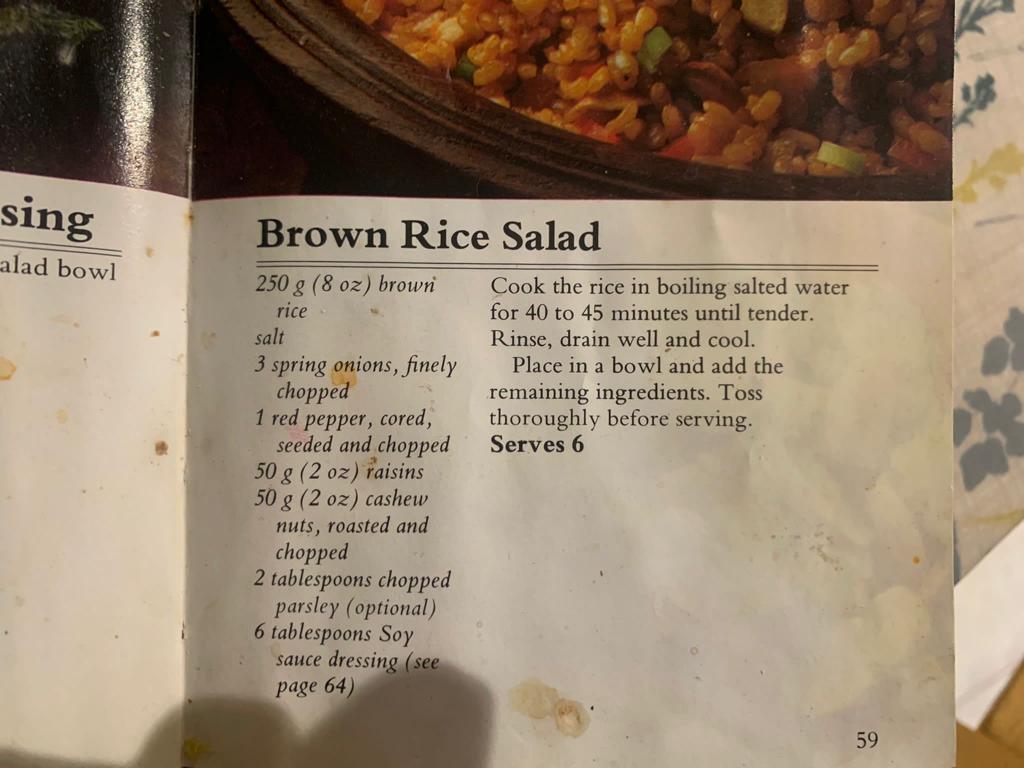 sing
alad bowl
Brown Rice Salad
250 g (8 oz) brown
rice
salt
3 spring onions, finely
chopped
1 red pepper, cored,
seeded and chopped
50 g (2 oz) raisins
50 g (2 oz) cashew
nuts, roasted and
chopped
2 tablespoons chopped
parsley (optional)
6 tablespoons Soy
sauce dressing (see
page 64)
Cook the rice in boiling salted water
for 40 to 45 minutes until tender.
Rinse, drain well and cool.
Place in a bowl and add the
remaining ingredients. Toss
thoroughly before serving.
Serves 6
59